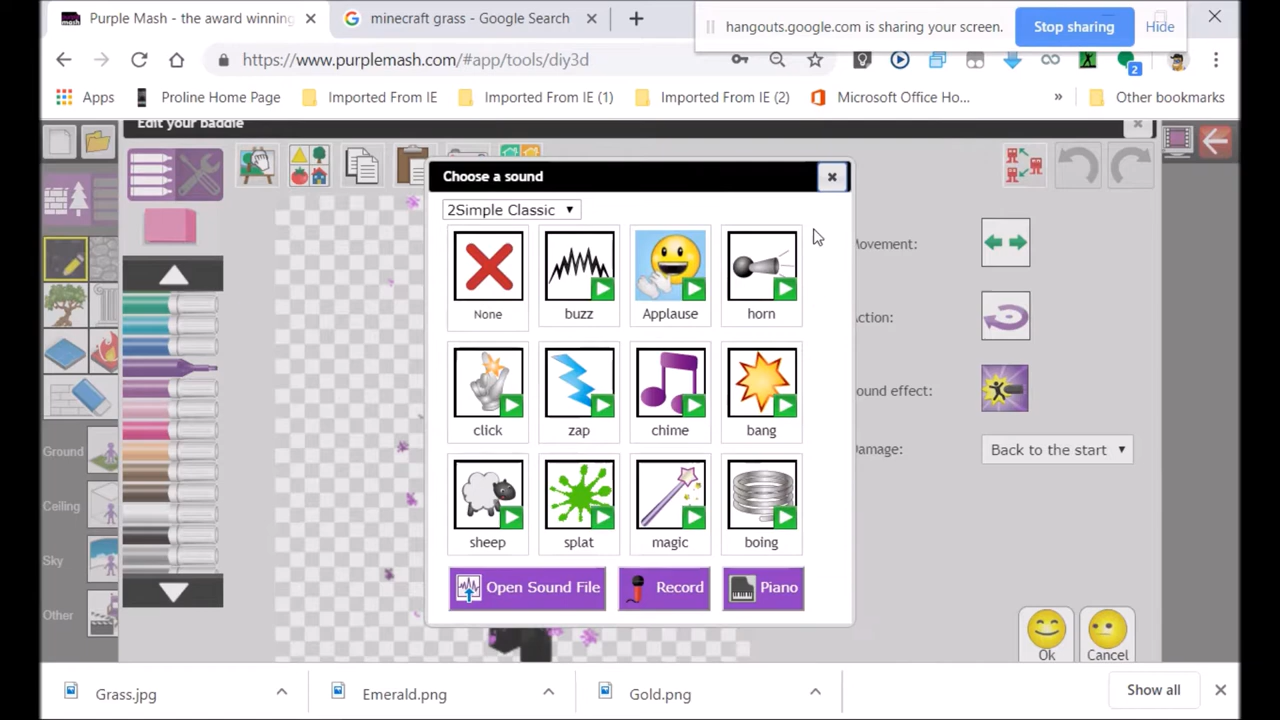 Purple Mash - the award winning
minecraft grass - Google Search
hangouts.google.com is sharing your screen.
Stop sharing
Hide
https://www.purplemash.com/#app/tools/diy3d
2
Apps
Proline Home Page
Imported From IE
Imported From IE (1)
Imported From IE (2)
Microsoft Office Ho...
»
Other bookmarks
Edit your baddie
Choose a sound
2Simple Classic
None
buzz
Applause
horn
click
zap
chime
bang
sheep
splat
magic
boing
Open Sound File
Record
Piano
Movement:
Action:
ound effect:
Damage:
Back to the start
Ground
Ceiling
Sky
Other
Ok
Cancel
Grass.jpg
Emerald.png
Gold.png
Show all